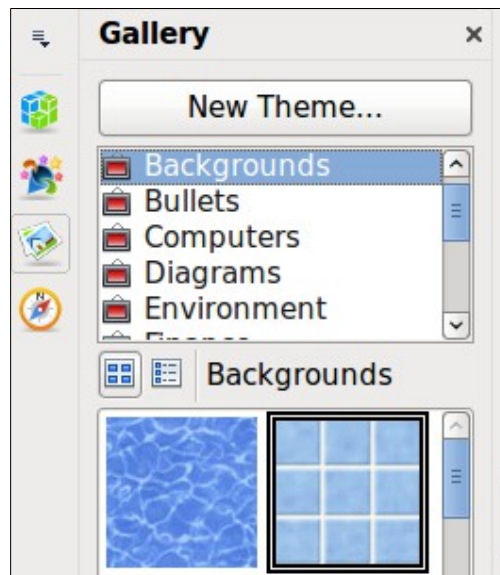 Gallery
New Theme...
Backgrounds
Bullets
Computers
Diagrams
Environment
Backgrounds